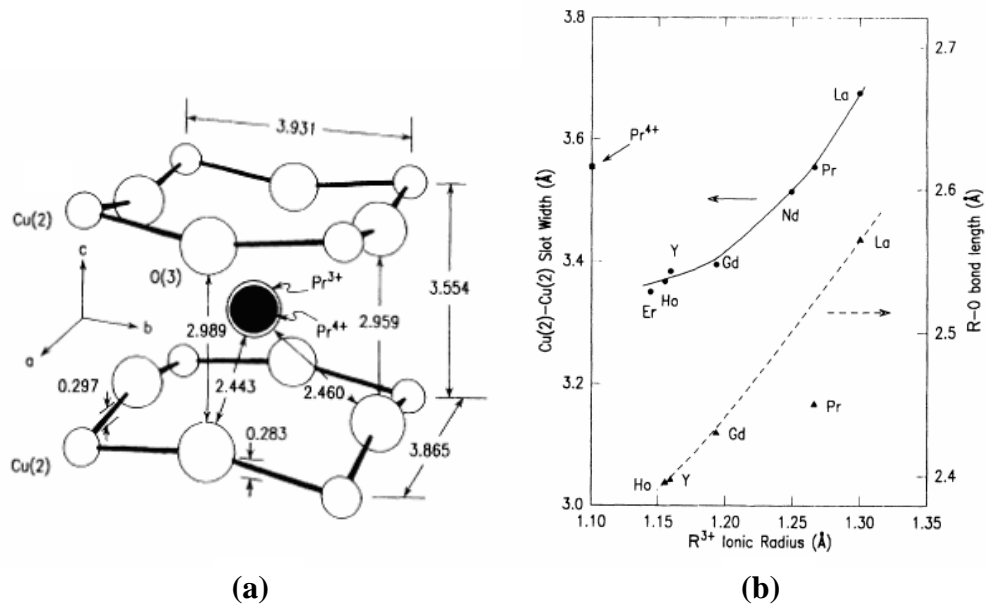 3.931
Cu(2)
O(3)
c
b
a
Pr³⁺
Pr⁴⁺
2.989
2.959
3.554
0.297
2.443
2.460
0.283
3.865
Cu(2)
(a)
Cu(2)-Cu(2) Slot Width (Å)
3.8
3.6
3.4
3.2
3.0
Pr⁴⁺
La
Pr
Nd
Y
Gd
Er
Ho
La
Pr
Gd
Ho
Y
2.7
2.6
2.5
2.4
R-O bond length (Å)
1.10 1.15 1.20 1.25 1.30 1.35
R³⁺ Ionic Radius (Å)
(b)